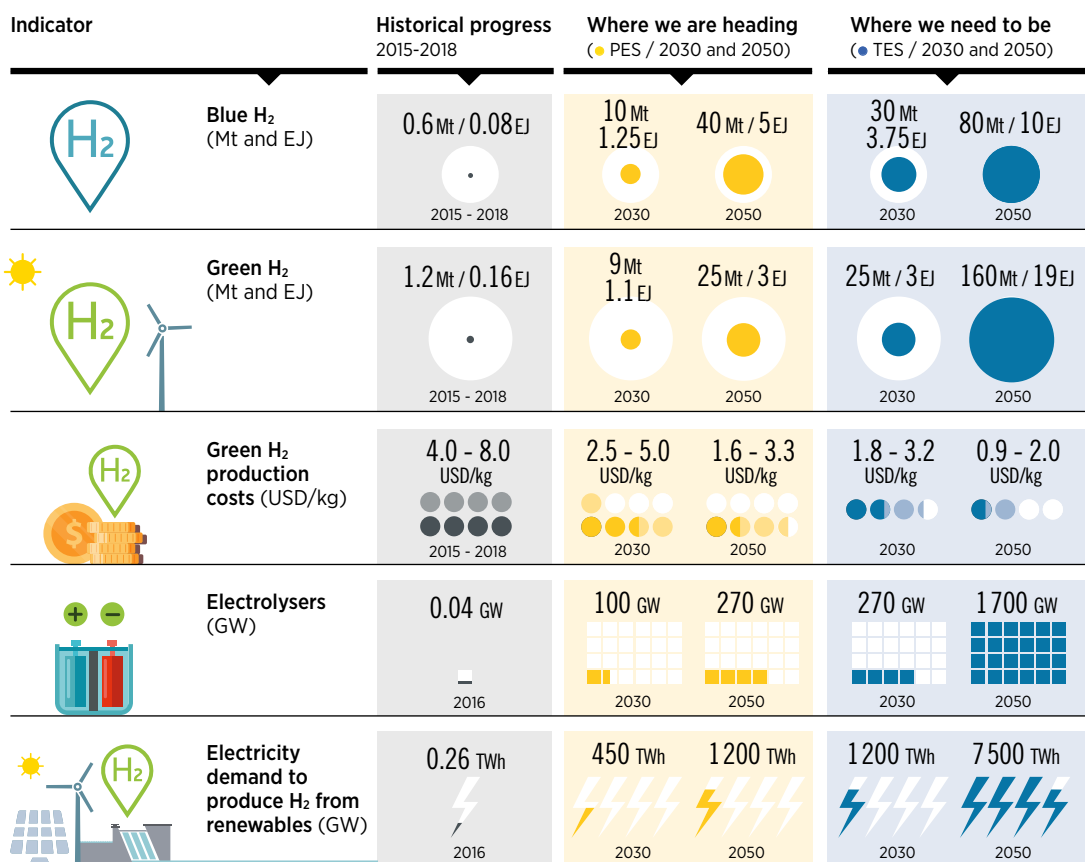 Indicator
Historical progress
2015-2018
Where we are heading
(● PES / 2030 and 2050)
Where we need to be
(● TES / 2030 and 2050)
H₂
Blue H₂
(Mt and EJ)
0.6 Mt / 0.08 EJ
2015 - 2018
10 Mt
1.25 EJ
2030
40 Mt / 5 EJ
2050
30 Mt
3.75 EJ
2030
80 Mt / 10 EJ
2050
H₂
Green H₂
(Mt and EJ)
1.2 Mt / 0.16 EJ
2015 - 2018
9 Mt
1.1 EJ
2030
25 Mt / 3 EJ
2050
25 Mt / 3 EJ
2030
160 Mt / 19 EJ
2050
H₂
$
Green H₂
production
costs (USD/kg)
4.0 - 8.0
USD/kg
2015 - 2018
2.5 - 5.0
USD/kg
2030
1.6 - 3.3
USD/kg
2050
1.8 - 3.2
USD/kg
2030
0.9 - 2.0
USD/kg
2050
+ −
Electrolysers
(GW)
0.04 GW
2016
100 GW
2030
270 GW
2050
270 GW
2030
1700 GW
2050
H₂
Electricity
demand to
produce H₂ from
renewables (GW)
0.26 TWh
2016
450 TWh
2030
1200 TWh
2050
1200 TWh
2030
7500 TWh
2050